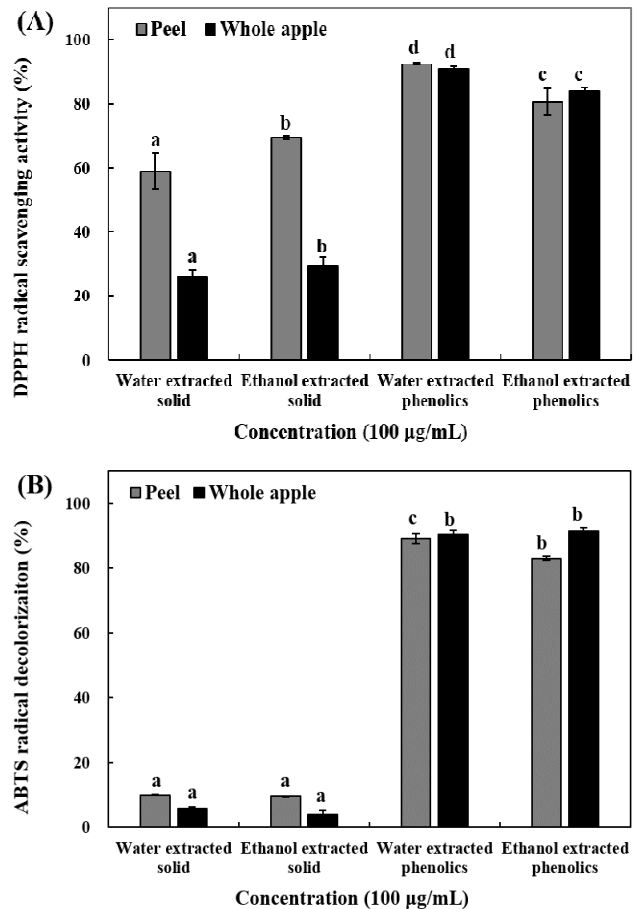 (A)
Peel Whole apple
DPPH radical scavenging activity (%)
100
80
60
40
20
0
a
a
b
b
d
d
c
c
Water extracted solid
Ethanol extracted solid
Water extracted phenolics
Ethanol extracted phenolics
Concentration (100 μg/mL)
(B)
Peel Whole apple
ABTS radical decolorizaiton (%)
100
80
60
40
20
0
a
a
a
a
c
b
b
b
Water extracted solid
Ethanol extracted solid
Water extracted phenolics
Ethanol extracted phenolics
Concentration (100 μg/mL)